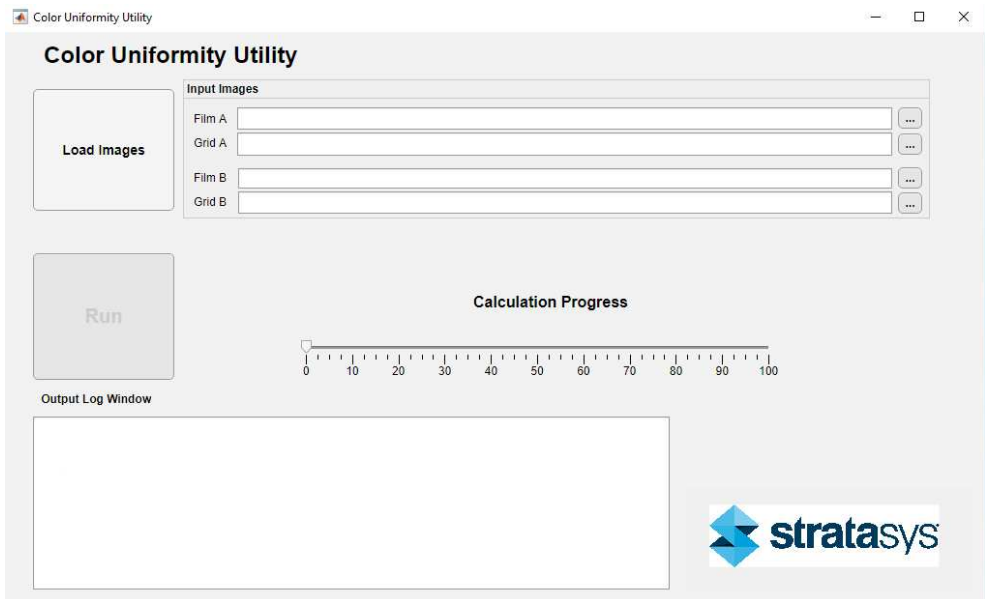 Color Uniformity Utility
Color Uniformity Utility
Input Images
Load Images
Film A
...
Grid A
...
Film B
...
Grid B
...
Run
Calculation Progress
0 10 20 30 40 50 60 70 80 90 100
Output Log Window
stratasys